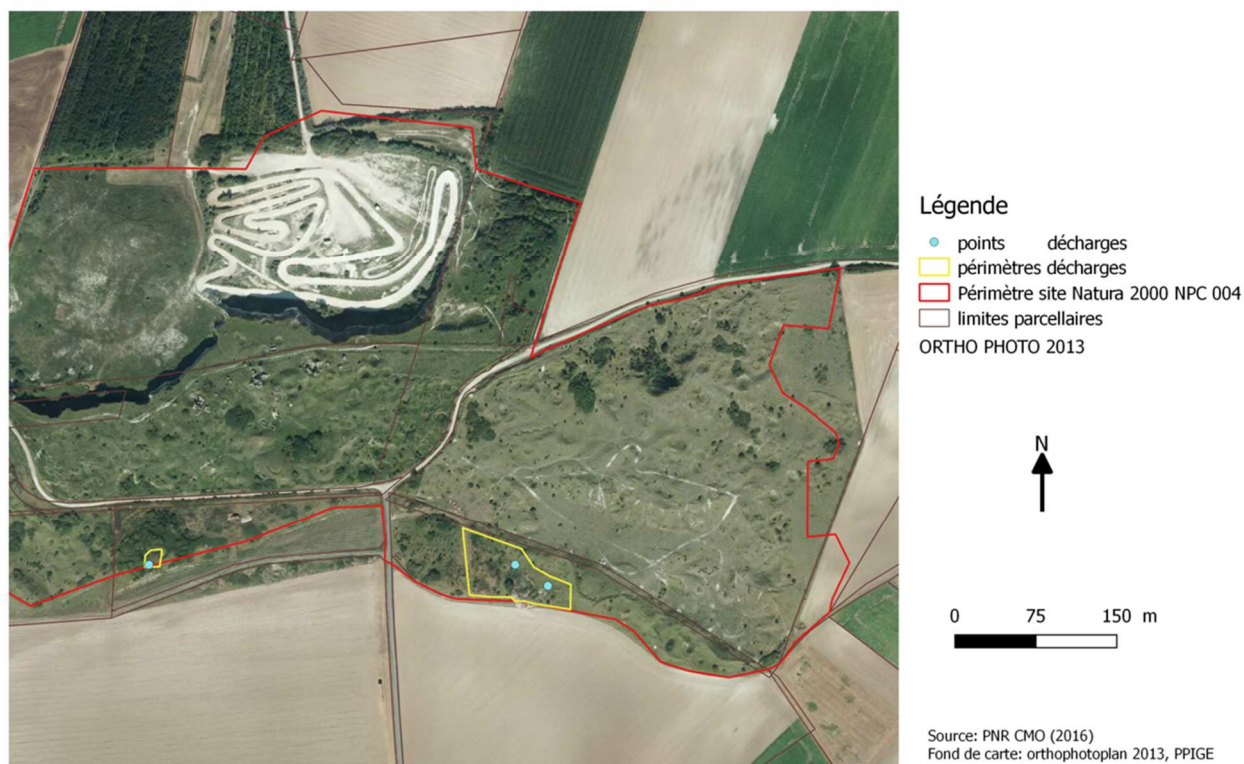 Légende
points décharges
périmètres décharges
Périmètre site Natura 2000 NPC 004
limites parcellaires
ORTHO PHOTO 2013
N
0 75 150 m
Source: PNR CMO (2016)
Fond de carte: orthophotoplan 2013, PPIGE